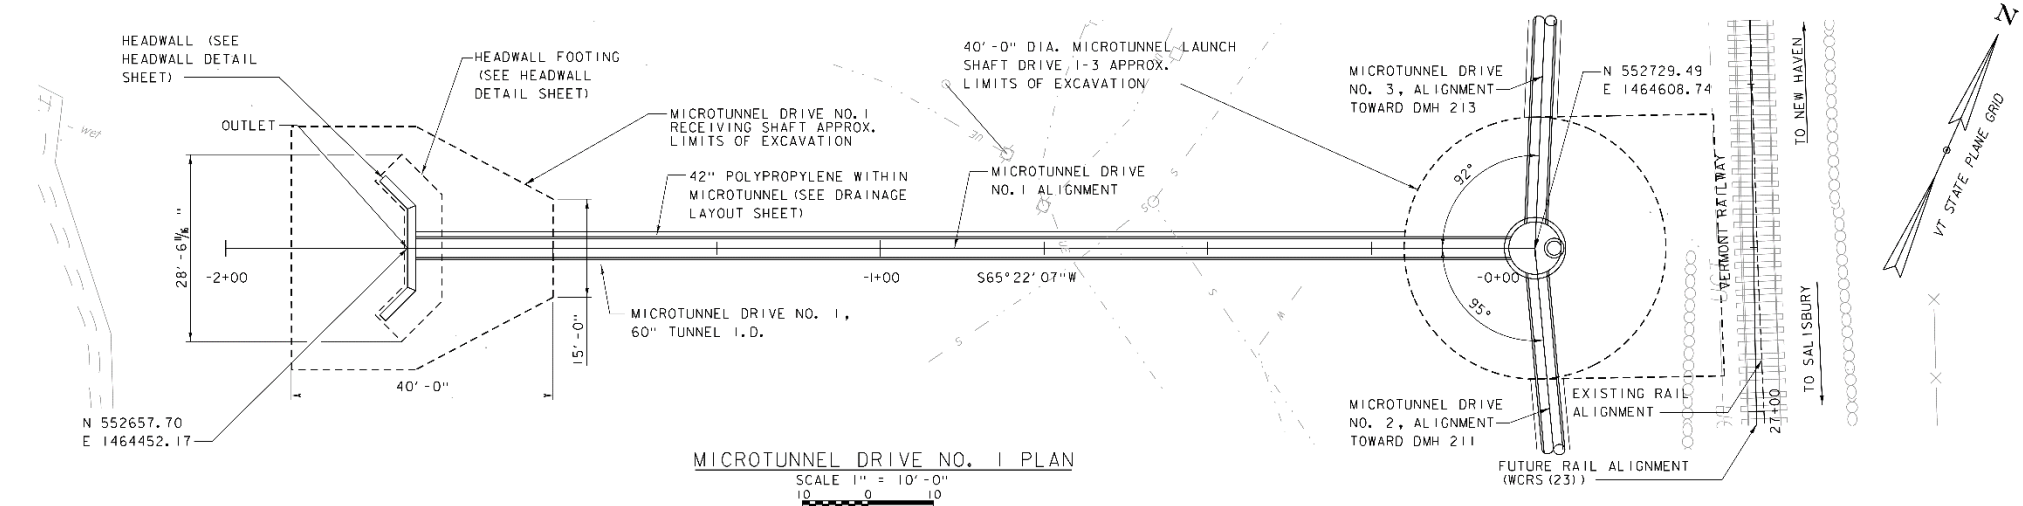 HEADWALL (SEE
HEADWALL DETAIL
SHEET)
HEADWALL FOOTING
(SEE HEADWALL
DETAIL SHEET)
OUTLET
MICROTUNNEL DRIVE NO. 1
RECEIVING SHAFT APPROX.
LIMITS OF EXCAVATION
42" POLYPROPYLENE WITHIN
MICROTUNNEL (SEE DRAINAGE
LAYOUT SHEET)
40'-0" DIA. MICROTUNNEL LAUNCH
SHAFT DRIVE 1-3 APPROX.
LIMITS OF EXCAVATION
MICROTUNNEL DRIVE
NO. 1 ALIGNMENT
MICROTUNNEL DRIVE
NO. 3, ALIGNMENT
TOWARD DMH 213
N 552729.49
E 1464608.74
TO NEW HAVEN
N
VT STATE PLANE GRID
VERMONT RAILWAY
wet
UE
S
S
S
S
W
92°
95°
28'-6 11/16"
-2+00
-1+00
S65°22'07"W
-0+00
MICROTUNNEL DRIVE NO. 1,
60" TUNNEL I.D.
15'-0"
40'-0"
N 552657.70
E 1464452.17
TO SALISBURY
EXISTING RAIL
ALIGNMENT
27+00
MICROTUNNEL DRIVE
NO. 2, ALIGNMENT
TOWARD DMH 211
FUTURE RAIL ALIGNMENT
(WCRS (23))
MICROTUNNEL DRIVE NO. 1 PLAN
SCALE 1" = 10'-0"
10 0 10